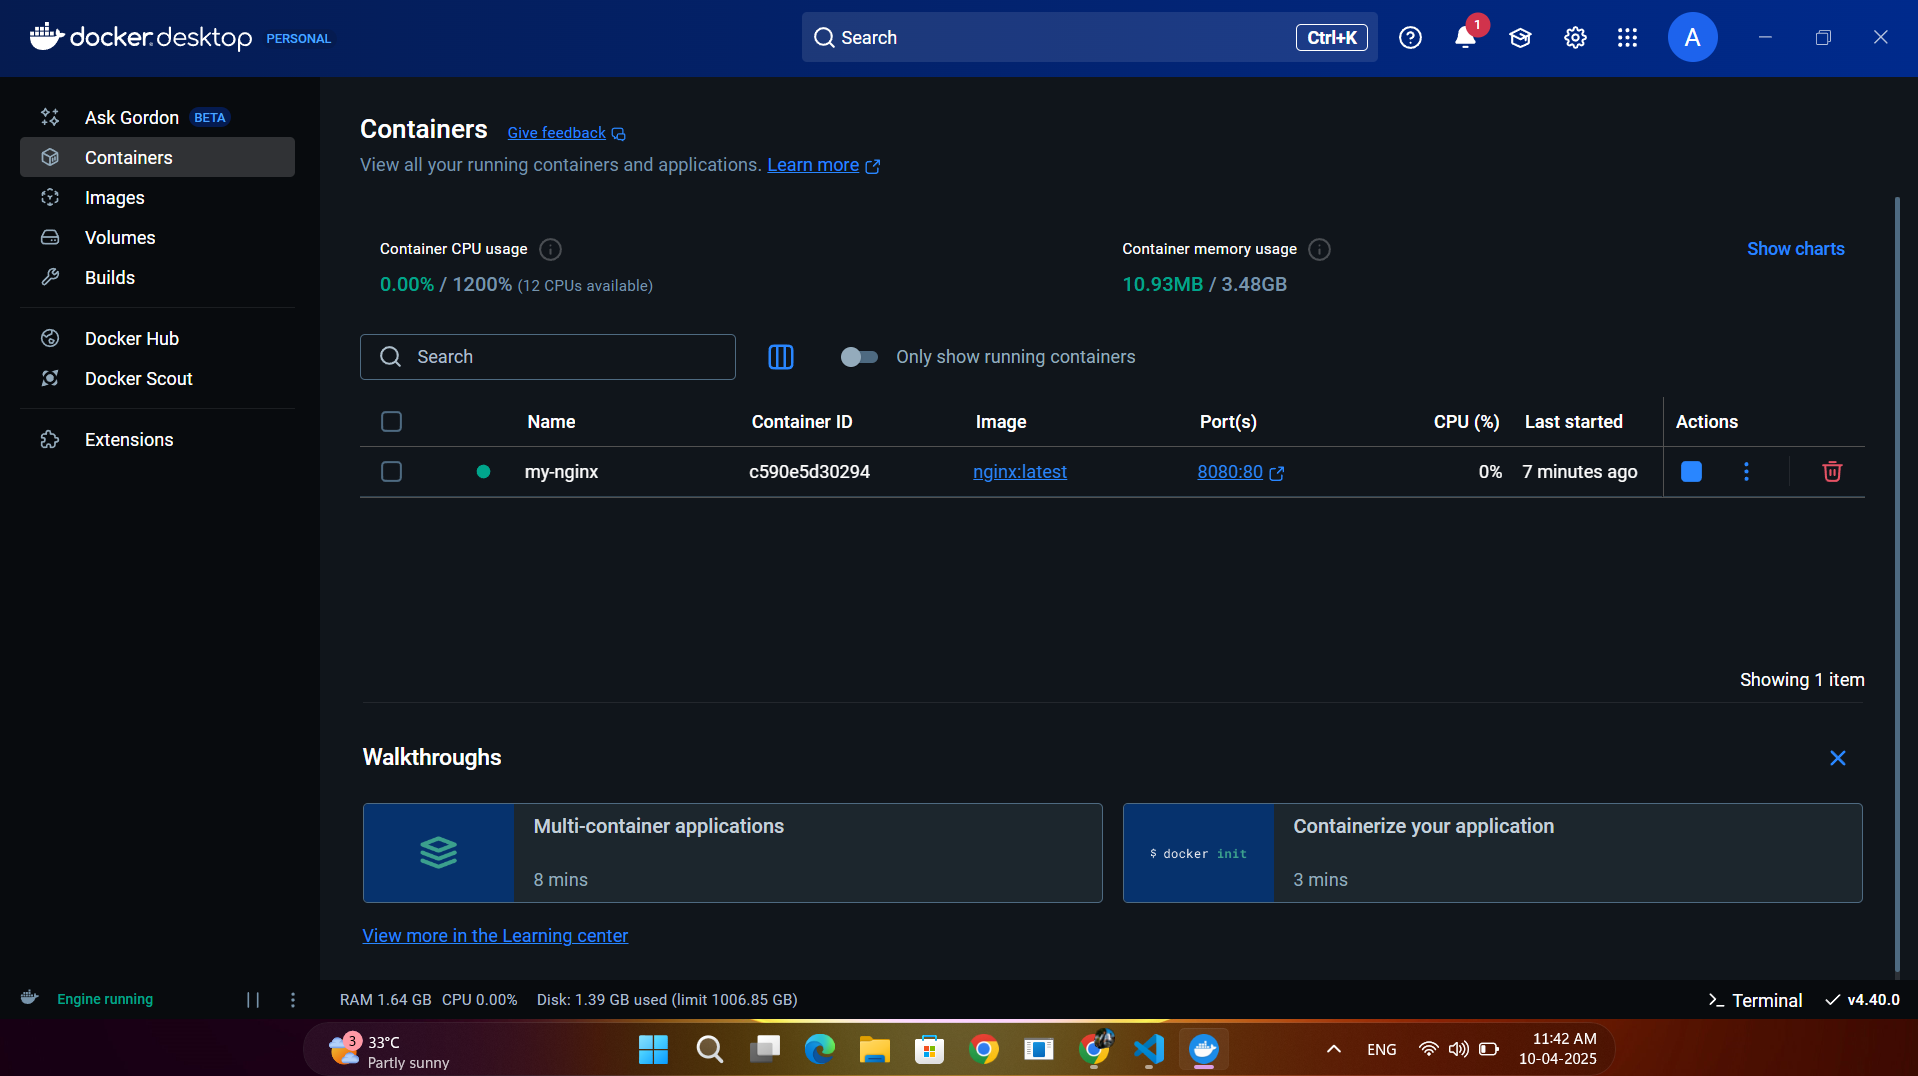 docker.desktop PERSONAL
Search Ctrl+K
1
A
Ask Gordon BETA
Containers
Images
Volumes
Builds
Docker Hub
Docker Scout
Extensions
Containers Give feedback
View all your running containers and applications. Learn more
Container CPU usage
0.00% / 1200% (12 CPUs available)
Container memory usage
10.93MB / 3.48GB
Show charts
Search
Only show running containers
Name Container ID Image Port(s) CPU (%) Last started Actions
my-nginx c590e5d30294 nginx:latest 8080:80 0% 7 minutes ago
Showing 1 item
Walkthroughs
Multi-container applications
8 mins
$ docker init
Containerize your application
3 mins
View more in the Learning center
Engine running
RAM 1.64 GB CPU 0.00% Disk: 1.39 GB used (limit 1006.85 GB)
Terminal
v4.40.0
3
33°C
Partly sunny
ENG
11:42 AM
10-04-2025